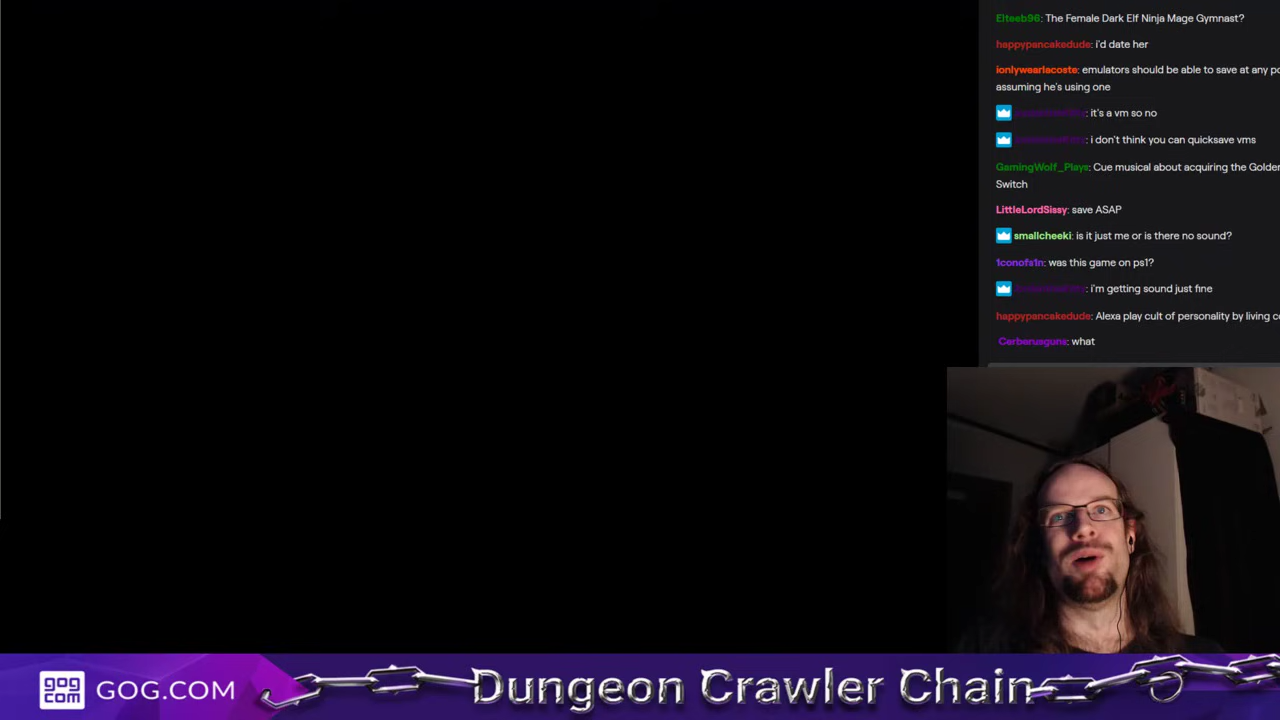 Elteeb96: The Female Dark Elf Ninja Mage Gymnast?
happypancakedude: i'd date her
ionlywearlacoste: emulators should be able to save at any
assuming he's using one
: it's a vm so no
: i don't think you can quicksave vms
GamingWolf_Plays: Cue musical about acquiring the Golden
Switch
LittleLordSissy: save ASAP
smallcheeki: is it just me or is there no sound?
1conofs1n: was this game on ps1?
: i'm getting sound just fine
happypancakedude: Alexa play cult of personality by living
Cerberusguns: what
gog
com
GOG.COM
Dungeon Crawler Chain